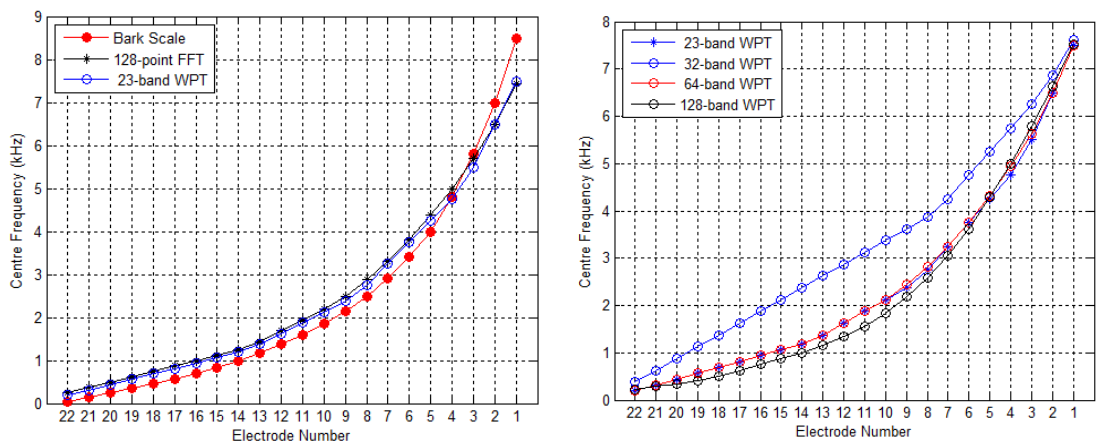 9
8
7
6
5
4
3
2
1
0
Centre Frequency (kHz)
Bark Scale
128-point FFT
23-band WPT
22 21 20 19 18 17 16 15 14 13 12 11 10 9 8 7 6 5 4 3 2 1
Electrode Number
8
7
6
5
4
3
2
1
0
Centre Frequency (kHz)
23-band WPT
32-band WPT
64-band WPT
128-band WPT
22 21 20 19 18 17 16 15 14 13 12 11 10 9 8 7 6 5 4 3 2 1
Electrode Number